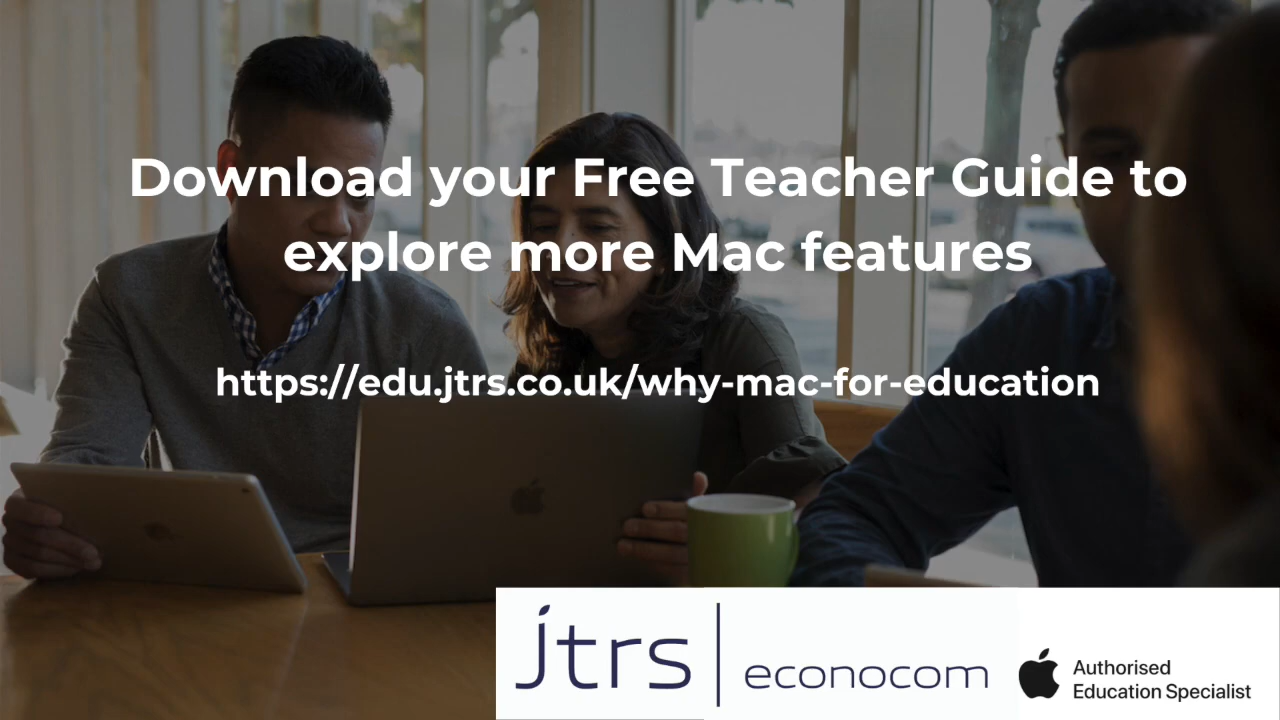 Download your Free Teacher Guide to
explore more Mac features
https://edu.jtrs.co.uk/why-mac-for-education
jtrs
econocom
Authorised
Education Specialist